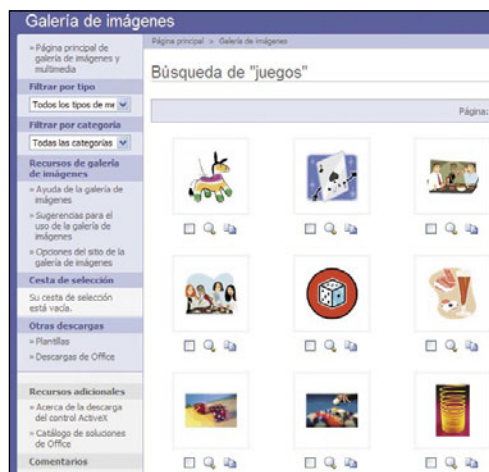 Galería de imágenes
» Página principal de
galería de imágenes y
multimedia
Filtrar por tipo
Todos los tipos de me
Filtrar por categoría
Todas las categorías
Recursos de galería
de imágenes
» Ayuda de la galería de
imágenes
» Sugerencias para el
uso de la galería de
imágenes
» Opciones del sitio de la
galería de imágenes
Cesta de selección
Su cesta de selección
está vacía.
Otras descargas
» Plantillas
» Descargas de Office
Recursos adicionales
» Acerca de la descarga
del control ActiveX
» Catálogo de soluciones
de Office
Comentarios
Página principal > Galería de imágenes
Búsqueda de "juegos"
Página: